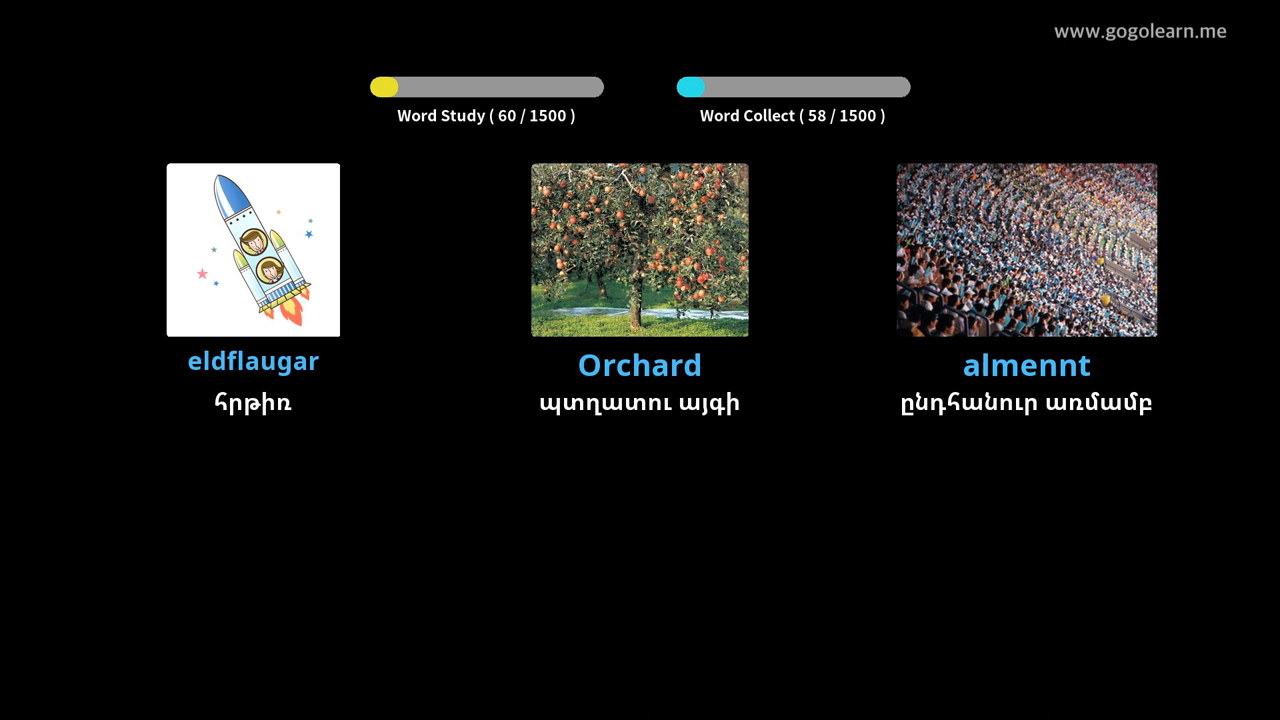 www.gogolearn.me
Word Study ( 60 / 1500 )
Word Collect ( 58 / 1500 )
eldflaugar
Orchard
almennt
հրթիռ
պտղատու այգի
ընդհանուր առմամբ